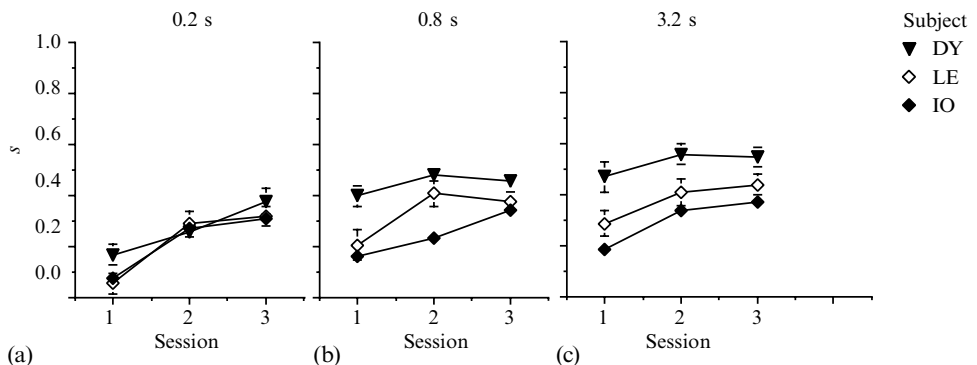 0.2 s
0.8 s
3.2 s
Subject
DY
LE
IO
1.0
0.8
0.6
0.4
0.2
0.0
s
1 2 3
1 2 3
1 2 3
Session
Session
Session
(a)
(b)
(c)